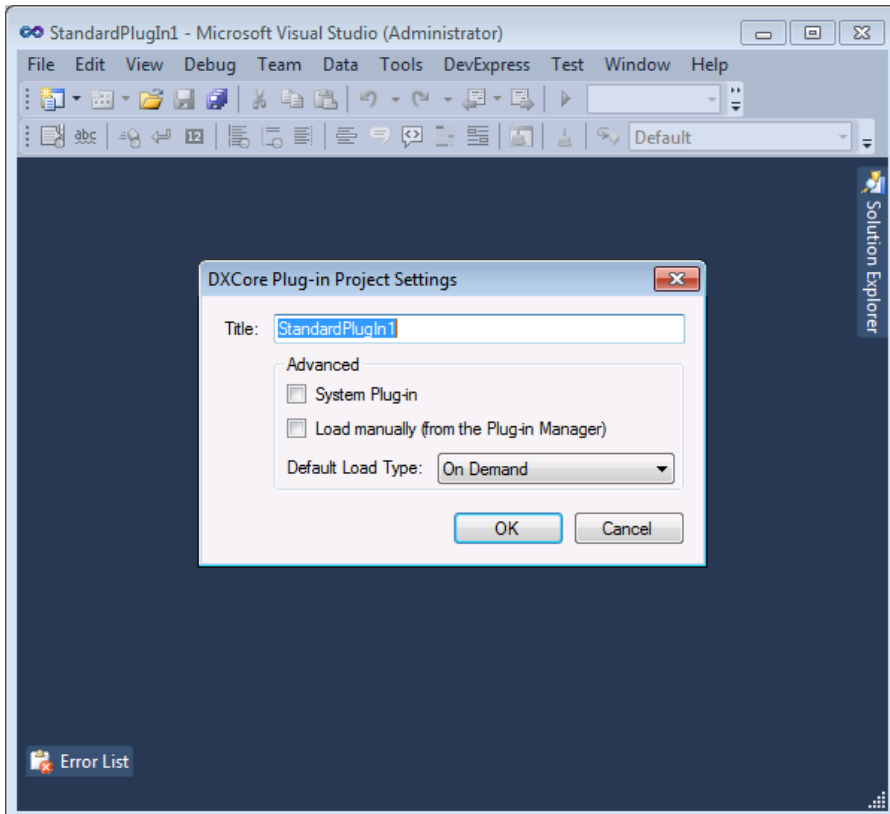 StandardPlugIn1 - Microsoft Visual Studio (Administrator)
File Edit View Debug Team Data Tools DevExpress Test Window Help
abc 12 Default
Solution Explorer
DXCore Plug-in Project Settings
Title: StandardPlugIn1
Advanced
System Plug-in
Load manually (from the Plug-in Manager)
Default Load Type: On Demand
OK Cancel
Error List